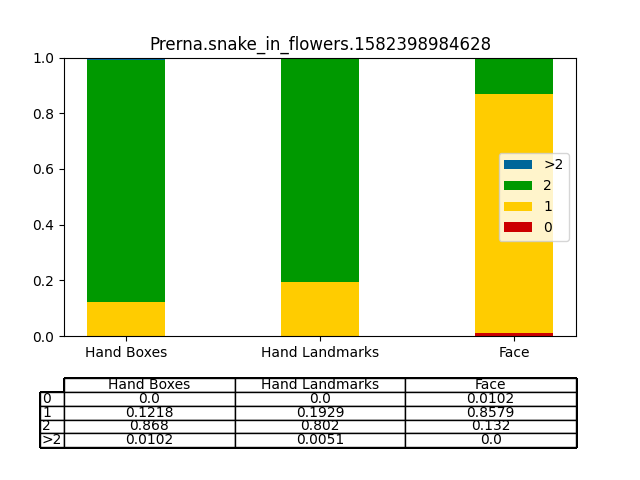 Prerna.snake_in_flowers.1582398984628
1.0
0.8
0.6
0.4
0.2
0.0
>2
2
1
0
Hand Boxes Hand Landmarks Face
Hand Boxes Hand Landmarks Face
0 0.0 0.0 0.0102
1 0.1218 0.1929 0.8579
2 0.868 0.802 0.132
>2 0.0102 0.0051 0.0